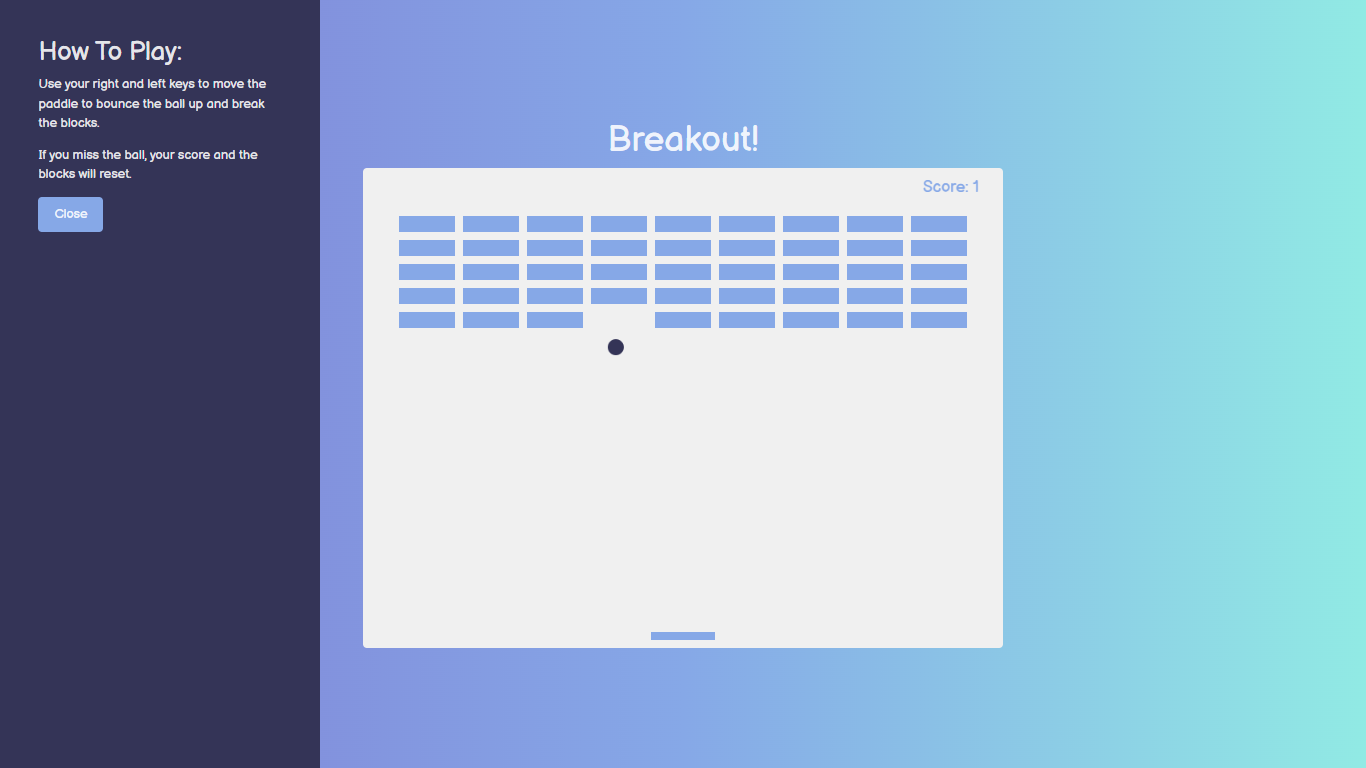 How To Play:
Use your right and left keys to move the
paddle to bounce the ball up and break
the blocks.
If you miss the ball, your score and the
blocks will reset.
Close
Breakout!
Score: 1